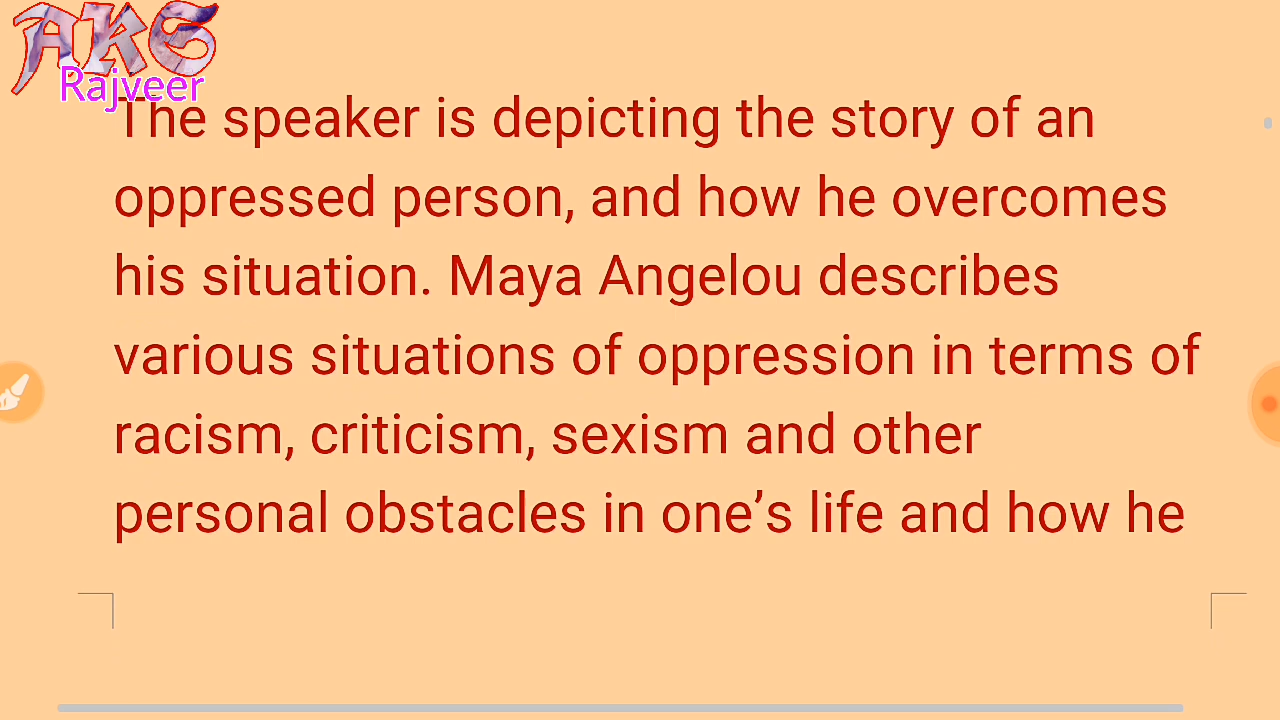 AKS
Rajveer
The speaker is depicting the story of an
oppressed person, and how he overcomes
his situation. Maya Angelou describes
various situations of oppression in terms of
racism, criticism, sexism and other
personal obstacles in one’s life and how he